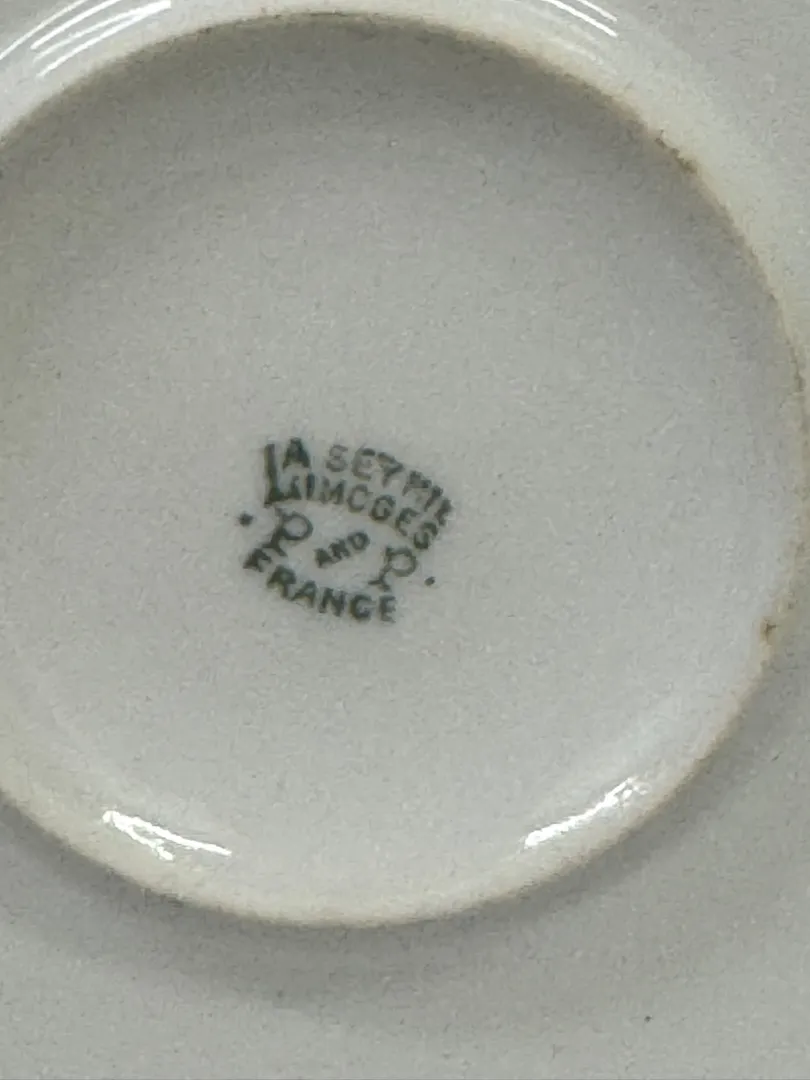 LA SEYNIE
LIMOGES
P AND P
FRANCE